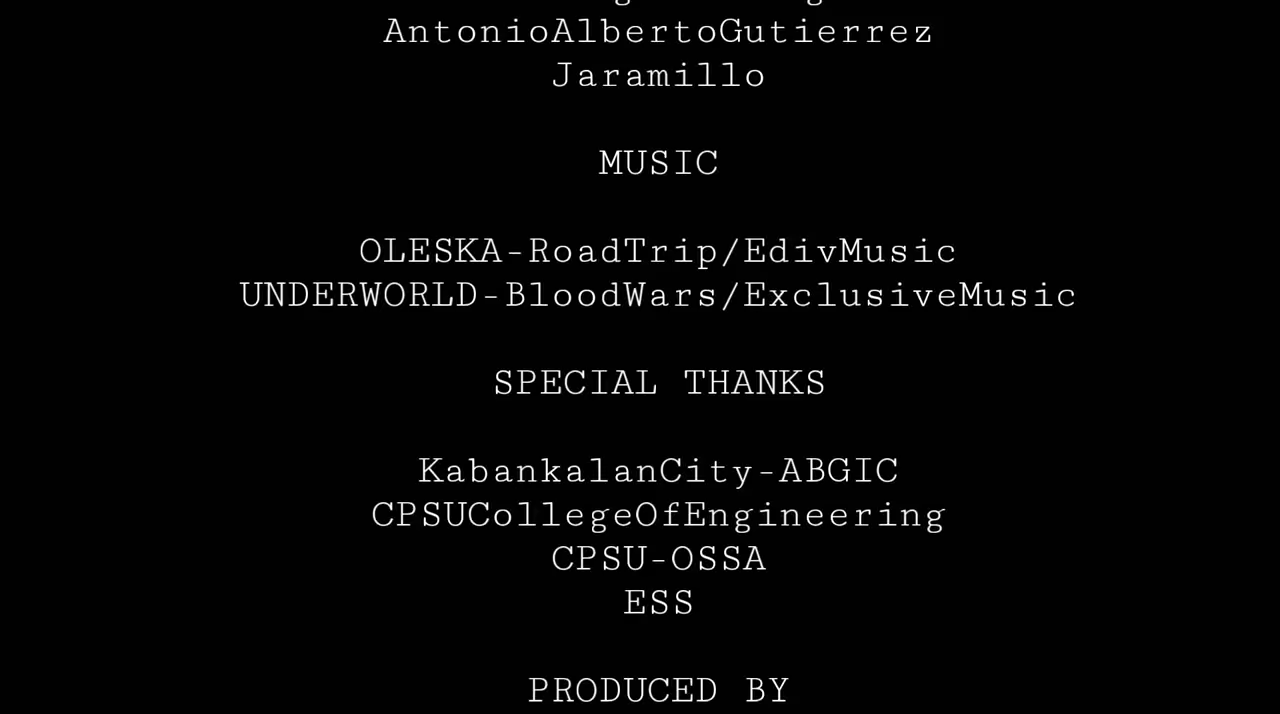 AntonioAlbertoGutierrez
Jaramillo
MUSIC
OLESKA-RoadTrip/EdivMusic
UNDERWORLD-BloodWars/ExclusiveMusic
SPECIAL THANKS
KabankalanCity-ABGIC
CPSUCollegeOfEngineering
CPSU-OSSA
ESS
PRODUCED BY